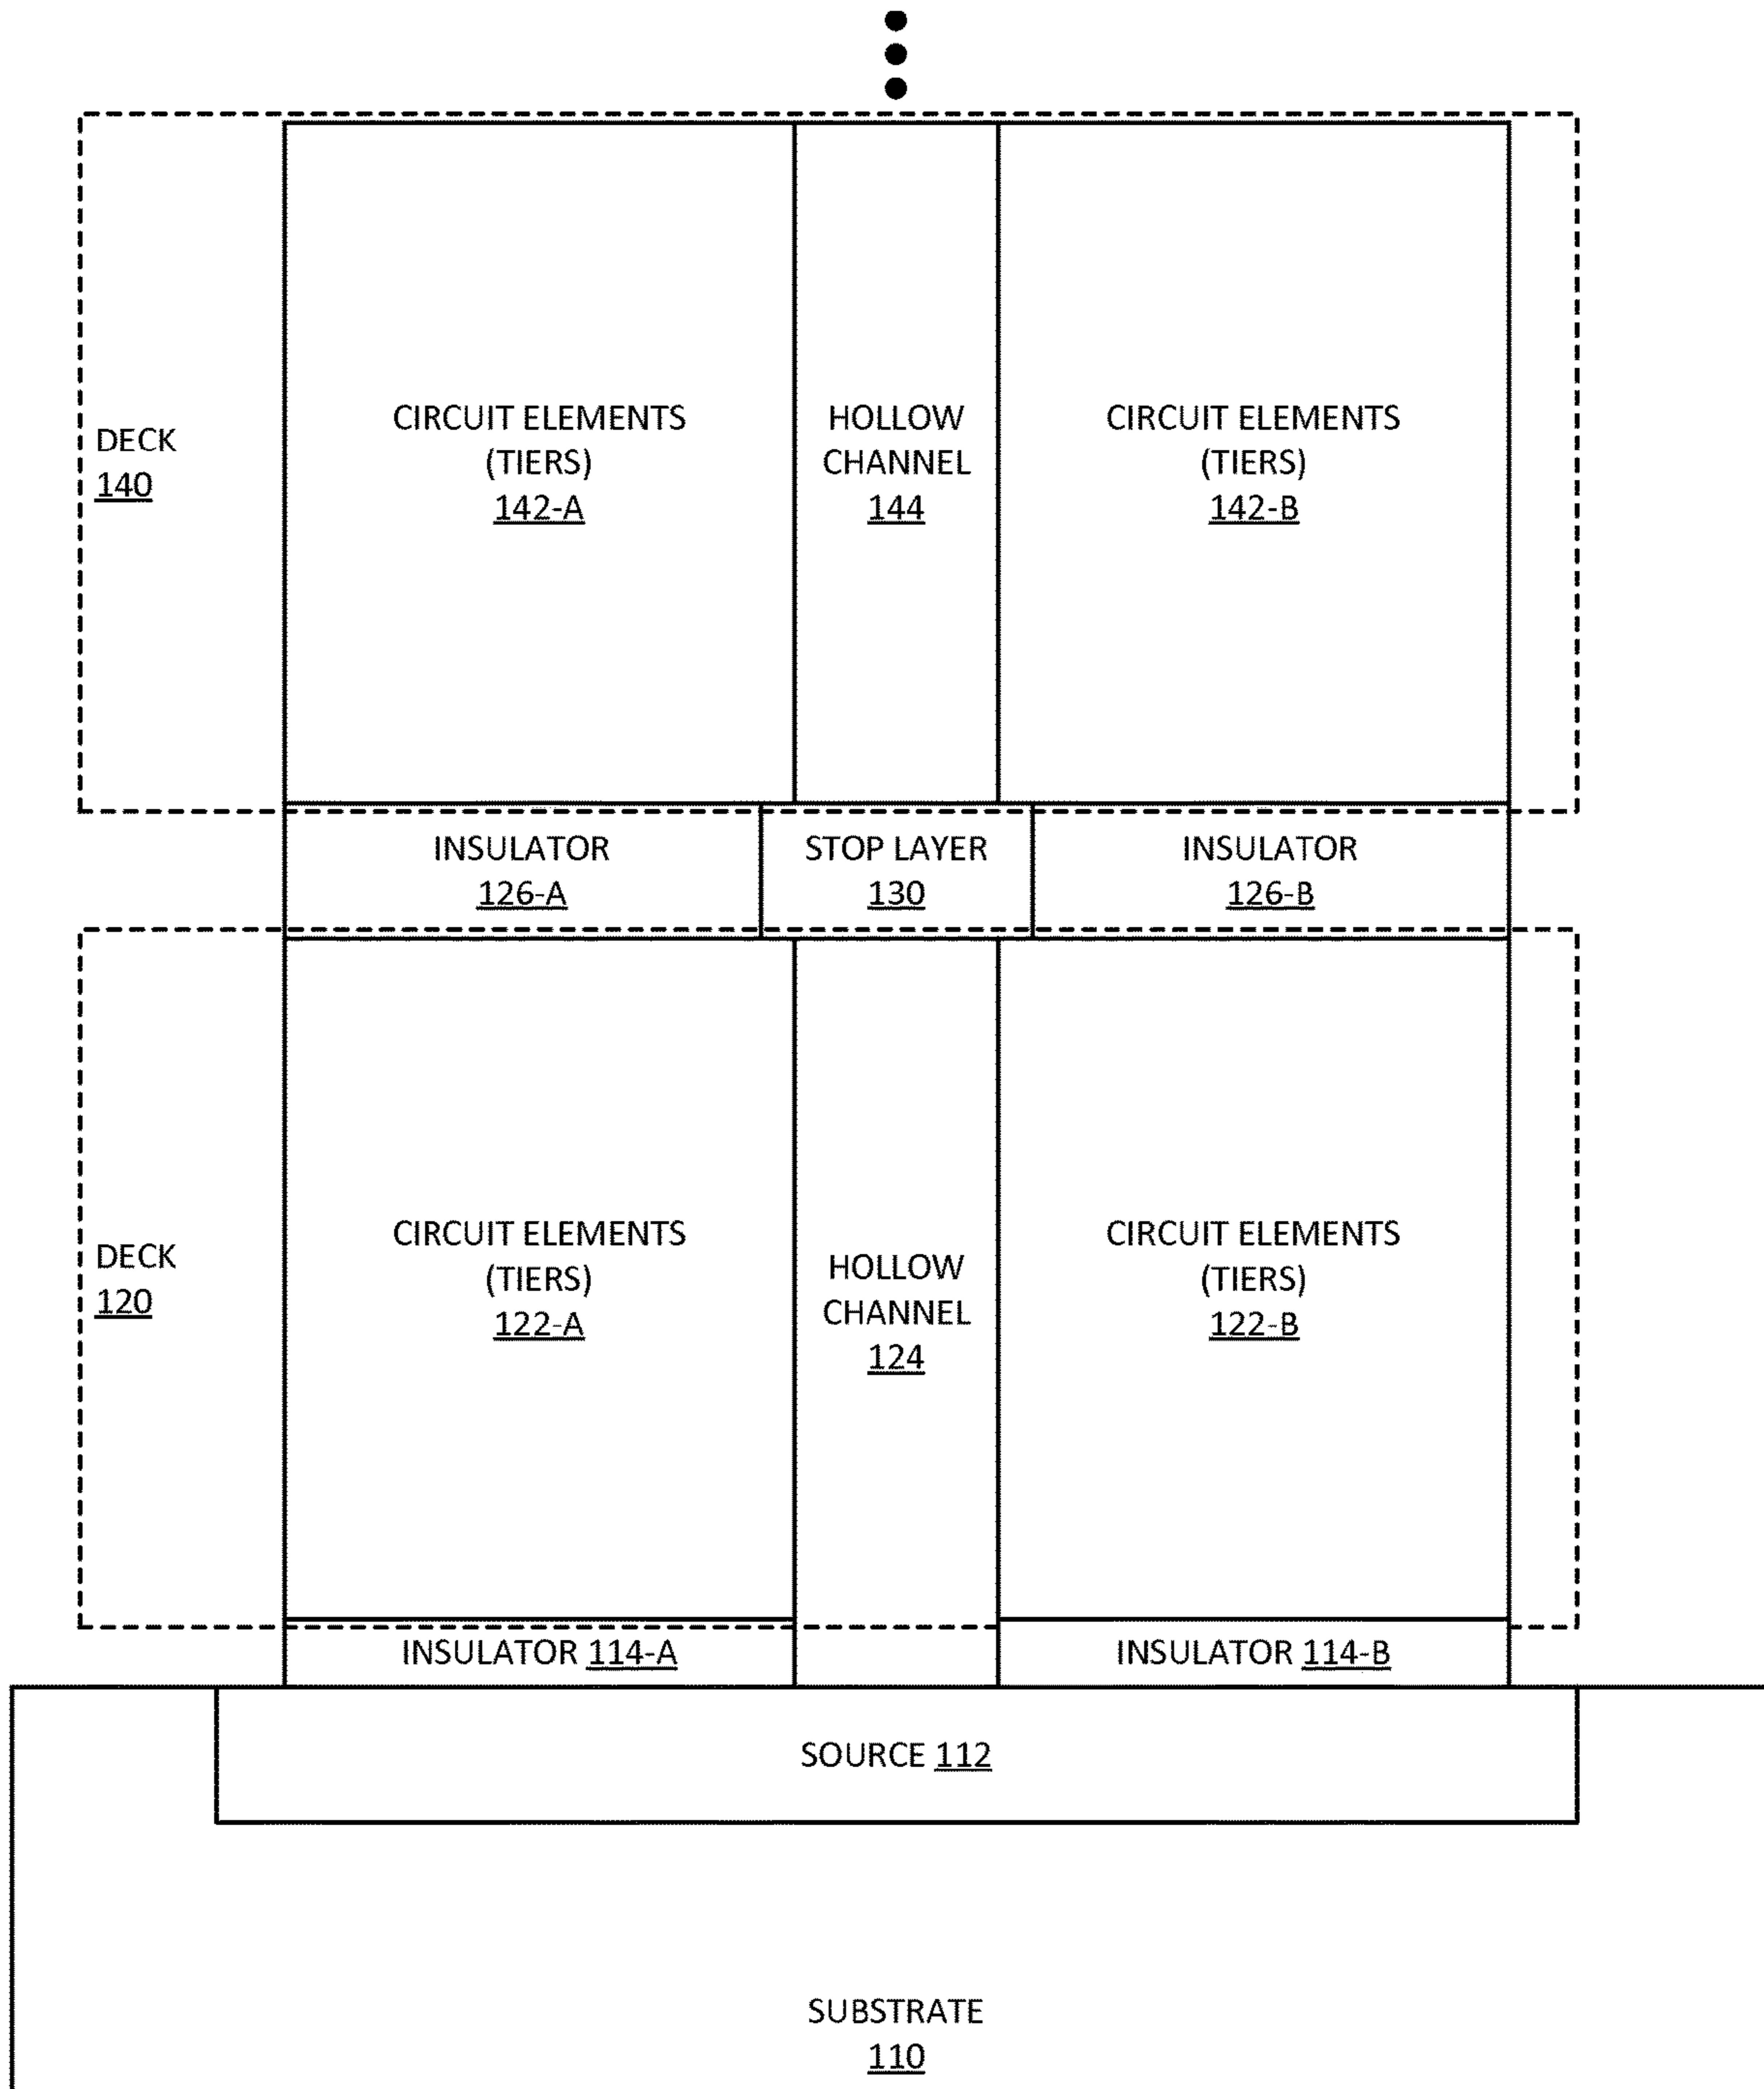 DECK
140
CIRCUIT ELEMENTS
(TIERS)
142-A
HOLLOW
CHANNEL
144
CIRCUIT ELEMENTS
(TIERS)
142-B
INSULATOR
126-A
STOP LAYER
130
INSULATOR
126-B
DECK
120
CIRCUIT ELEMENTS
(TIERS)
122-A
HOLLOW
CHANNEL
124
CIRCUIT ELEMENTS
(TIERS)
122-B
INSULATOR 114-A
INSULATOR 114-B
SOURCE 112
SUBSTRATE
110